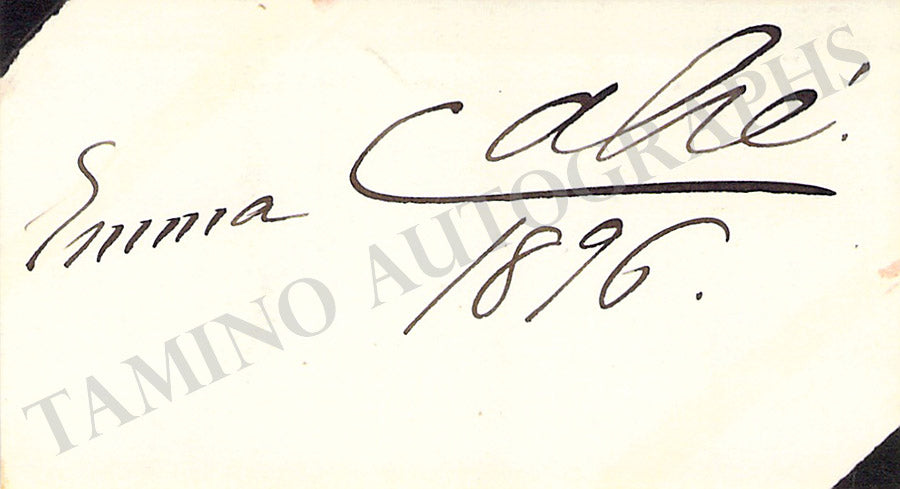 Emma Calvé.
1896.
TAMINO AUTOGRAPHS